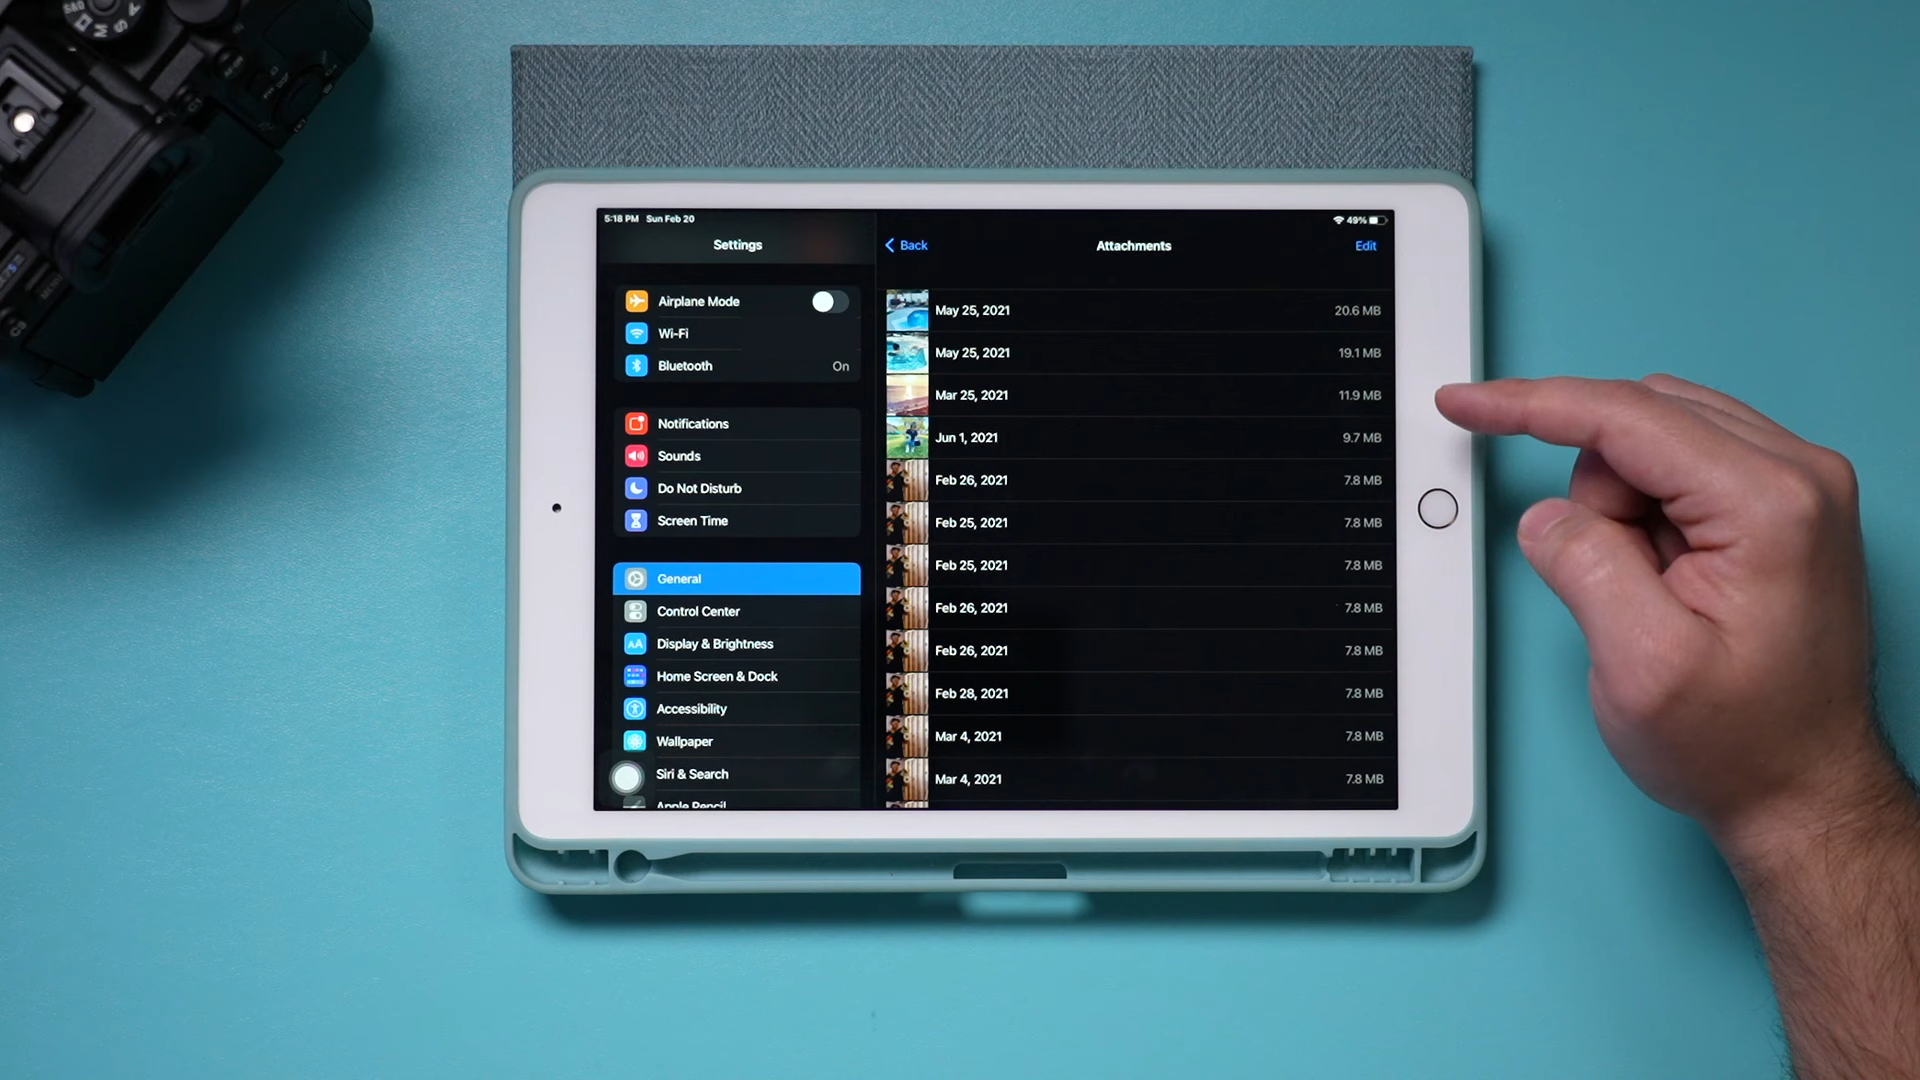 5:18 PM Sun Feb 20
49%
Settings
Airplane Mode
Wi-Fi
Bluetooth On
Notifications
Sounds
Do Not Disturb
Screen Time
General
Control Center
Display & Brightness
Home Screen & Dock
Accessibility
Wallpaper
Siri & Search
Apple Pencil
Back
Attachments
Edit
May 25, 2021 20.6 MB
May 25, 2021 19.1 MB
Mar 25, 2021 11.9 MB
Jun 1, 2021 9.7 MB
Feb 26, 2021 7.8 MB
Feb 25, 2021 7.8 MB
Feb 25, 2021 7.8 MB
Feb 26, 2021 7.8 MB
Feb 26, 2021 7.8 MB
Feb 28, 2021 7.8 MB
Mar 4, 2021 7.8 MB
Mar 4, 2021 7.8 MB